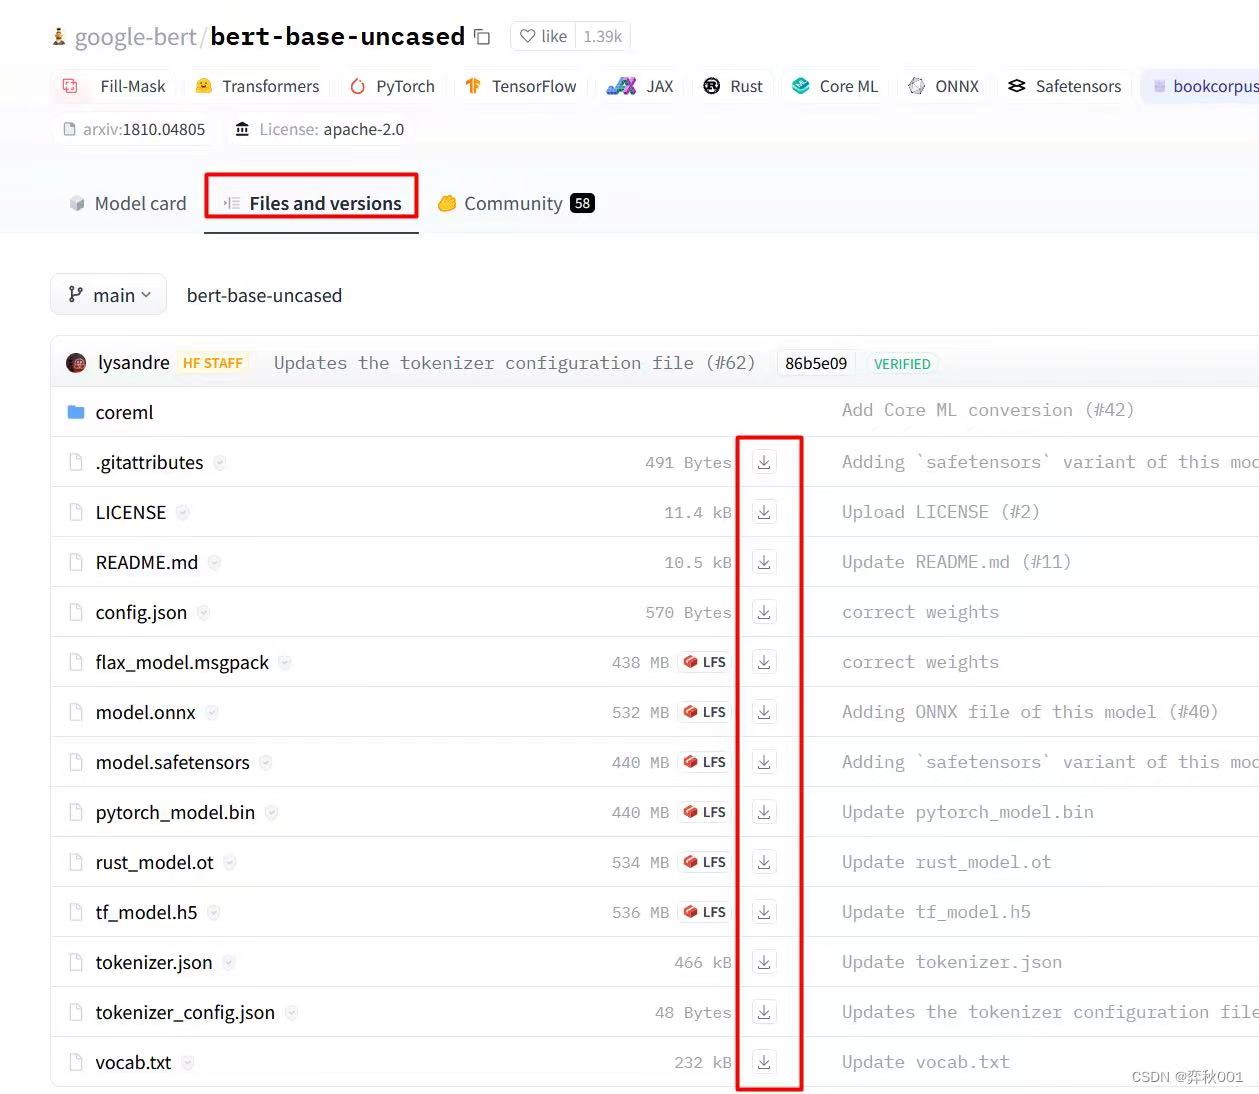 google-bert/bert-base-uncased like 1.39k
Fill-Mask Transformers PyTorch TensorFlow JAX Rust Core ML ONNX Safetensors bookcorpus
arxiv:1810.04805 License: apache-2.0
Model card Files and versions Community 58
main bert-base-uncased
lysandre HF STAFF Updates the tokenizer configuration file (#62) 86b5e09 VERIFIED
coreml Add Core ML conversion (#42)
.gitattributes 491 Bytes Adding `safetensors` variant of this mod
LICENSE 11.4 kB Upload LICENSE (#2)
README.md 10.5 kB Update README.md (#11)
config.json 570 Bytes correct weights
flax_model.msgpack 438 MB LFS correct weights
model.onnx 532 MB LFS Adding ONNX file of this model (#40)
model.safetensors 440 MB LFS Adding `safetensors` variant of this mod
pytorch_model.bin 440 MB LFS Update pytorch_model.bin
rust_model.ot 534 MB LFS Update rust_model.ot
tf_model.h5 536 MB LFS Update tf_model.h5
tokenizer.json 466 kB Update tokenizer.json
tokenizer_config.json 48 Bytes Updates the tokenizer configuration file
vocab.txt 232 kB Update vocab.txt
CSDN @弈秋001